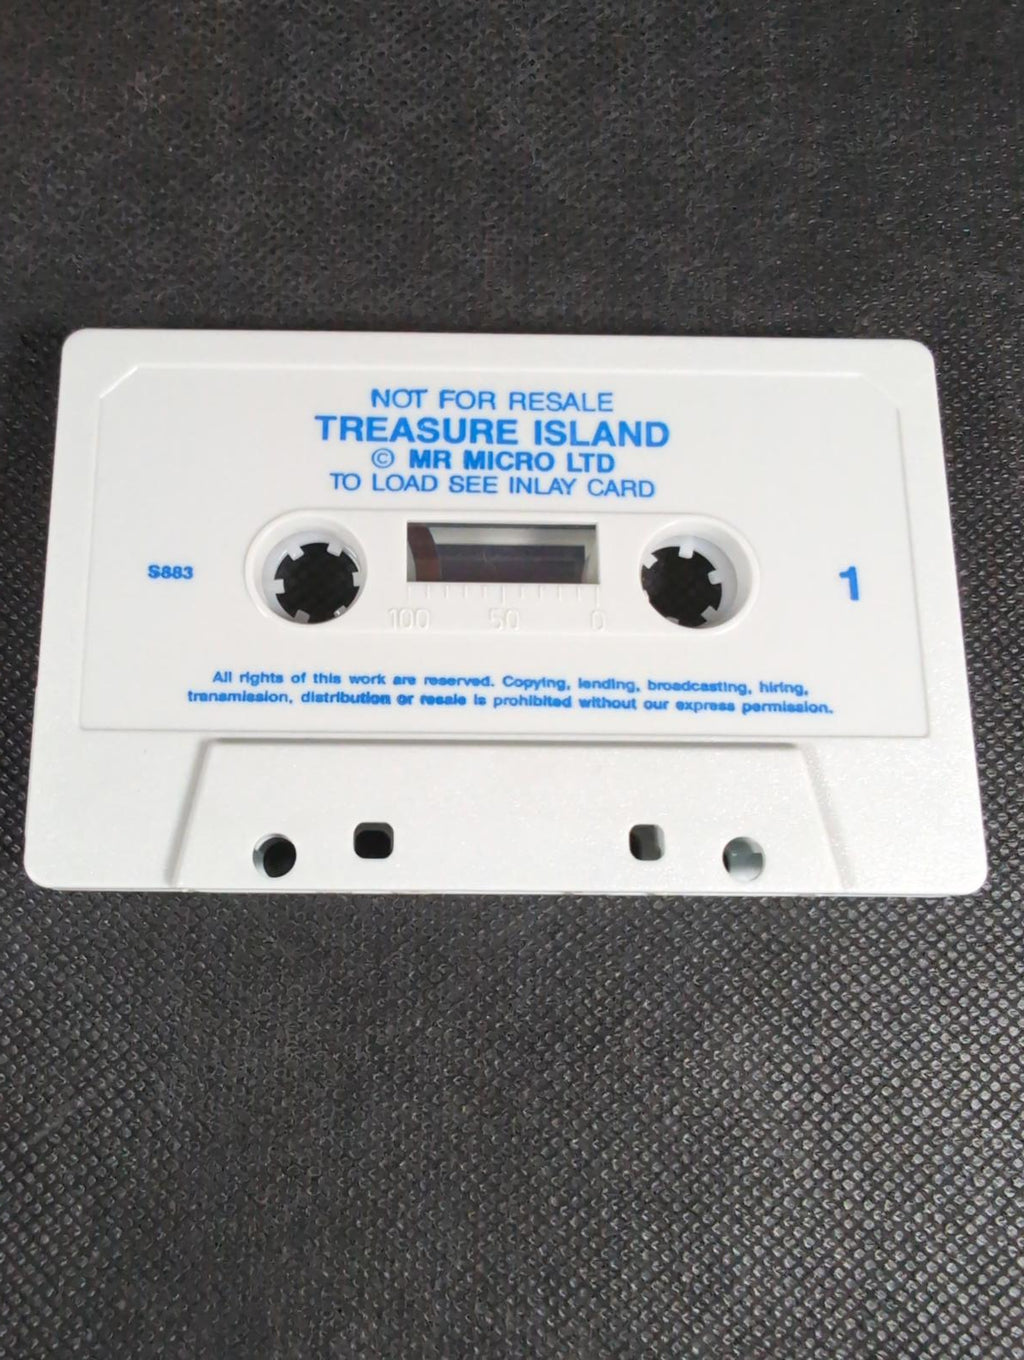 NOT FOR RESALE
TREASURE ISLAND
© MR MICRO LTD
TO LOAD SEE INLAY CARD
S883
1
100 50 0
All rights of this work are reserved. Copying, lending, broadcasting, hiring,
transmission, distribution or resale is prohibited without our express permission.